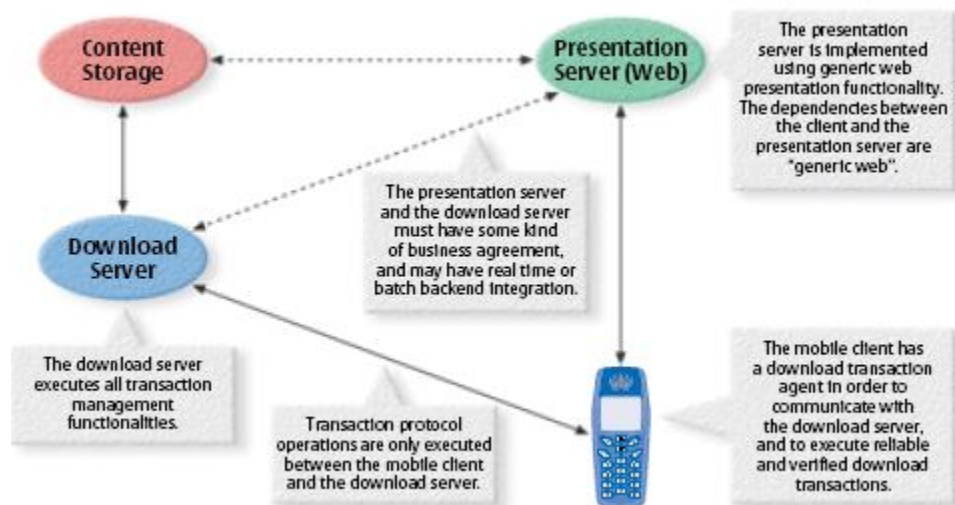 Content
Storage
Presentation
Server (Web)
The presentation
server is implemented
using generic web
presentation functionality.
The dependencies between
the client and the
presentation server are
"generic web".
The presentation server
and the download server
must have some kind
of business agreement,
and may have real time or
batch backend integration.
Download
Server
The download server
executes all transaction
management
functionalities.
Transaction protocol
operations are only executed
between the mobile client
and the download server.
The mobile client has
a download transaction
agent in order to
communicate with
the download server,
and to execute reliable
and verified download
transactions.